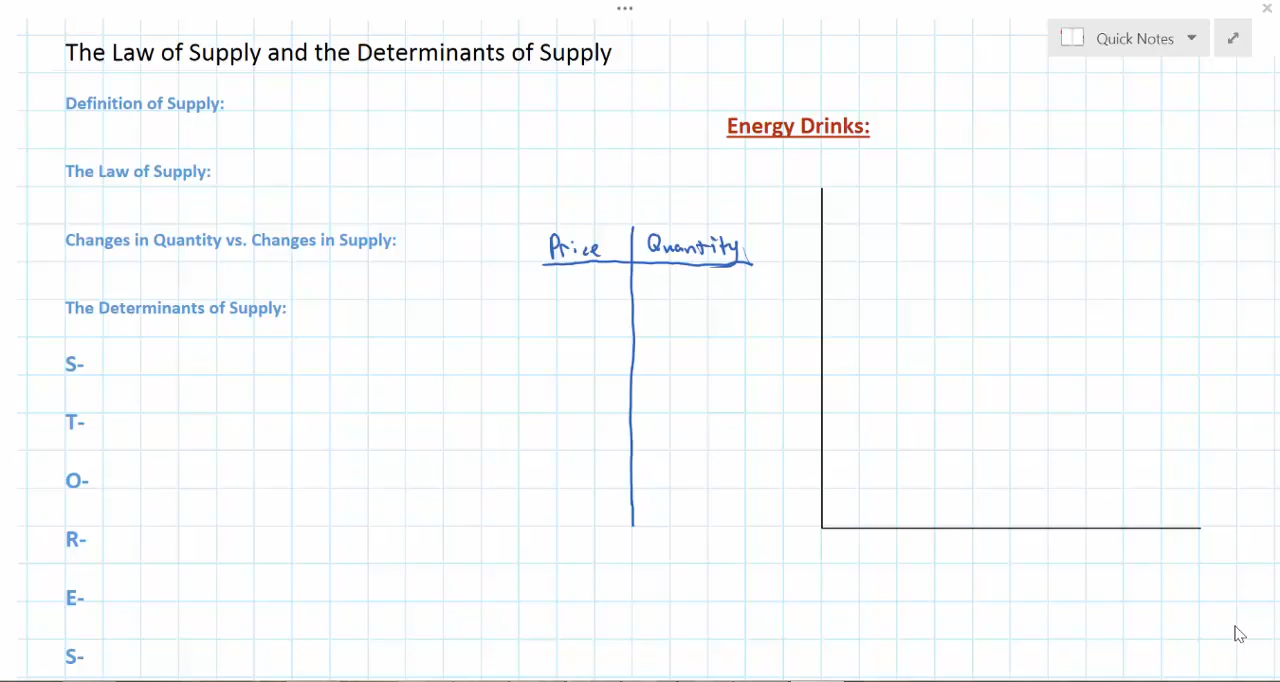 The Law of Supply and the Determinants of Supply
Quick Notes
Definition of Supply:
Energy Drinks:
The Law of Supply:
Changes in Quantity vs. Changes in Supply:
Price Quantity
The Determinants of Supply:
S-
T-
O-
R-
E-
S-